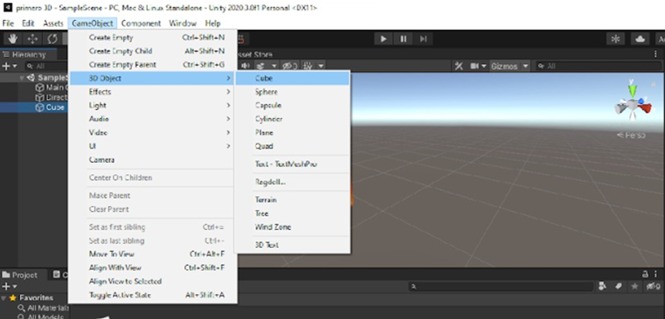 primero 3D - SampleScene - PC, Mac & Linux Standalone - Unity 2020.3.0f1 Personal <DX11>
File Edit Assets GameObject Component Window Help
Hierarchy
Asset Store
All
Gizmos
All
SampleS
Main C
Direct
Cube
Persp
Create Empty Ctrl+Shift+N
Create Empty Child Alt+Shift+N
Create Empty Parent Ctrl+Shift+G
3D Object
Effects
Light
Audio
Video
UI
Camera
Center On Children
Make Parent
Clear Parent
Set as first sibling Ctrl+=
Set as last sibling Ctrl+-
Move To View Ctrl+Alt+F
Align With View Ctrl+Shift+F
Align View to Selected
Toggle Active State Alt+Shift+A
Cube
Sphere
Capsule
Cylinder
Plane
Quad
Text - TextMeshPro
Ragdoll...
Terrain
Tree
Wind Zone
3D Text
Project
Favorites
All Materials
All Models